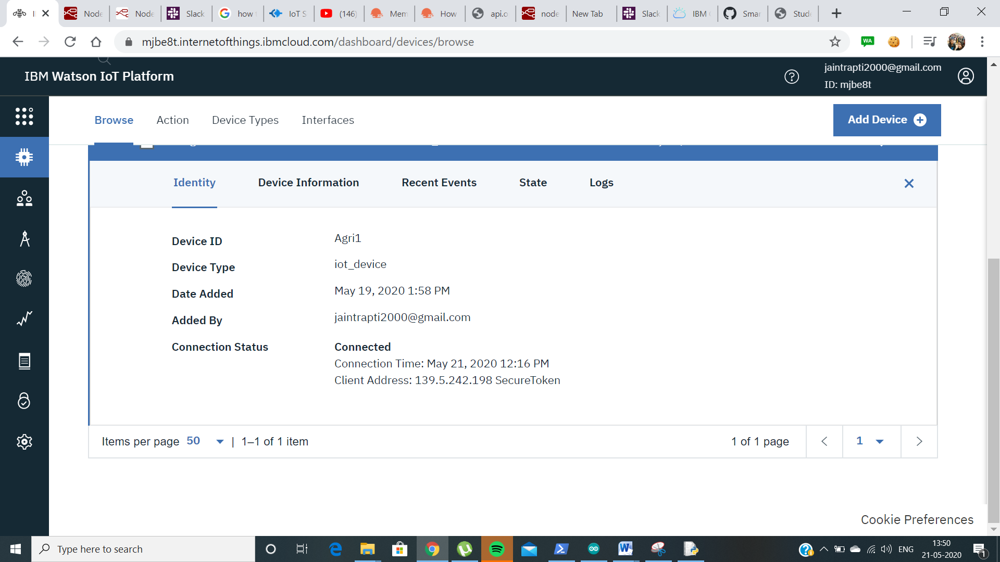 Node
Node
Slack
how
IoT S
(146)
Mem
How
api.o
node
New Tab
Slack
IBM
Smar
Stud
mjbe8t.internetofthings.ibmcloud.com/dashboard/devices/browse
WA
IBM Watson IoT Platform
jaintrapti2000@gmail.com
ID: mjbe8t
Browse
Action
Device Types
Interfaces
Add Device
Identity
Device Information
Recent Events
State
Logs
Device ID
Agri1
Device Type
iot_device
Date Added
May 19, 2020 1:58 PM
Added By
jaintrapti2000@gmail.com
Connection Status
Connected
Connection Time: May 21, 2020 12:16 PM
Client Address: 139.5.242.198 SecureToken
Items per page 50 | 1–1 of 1 item
1 of 1 page
1
Cookie Preferences
Type here to search
ENG
13:50
21-05-2020
1